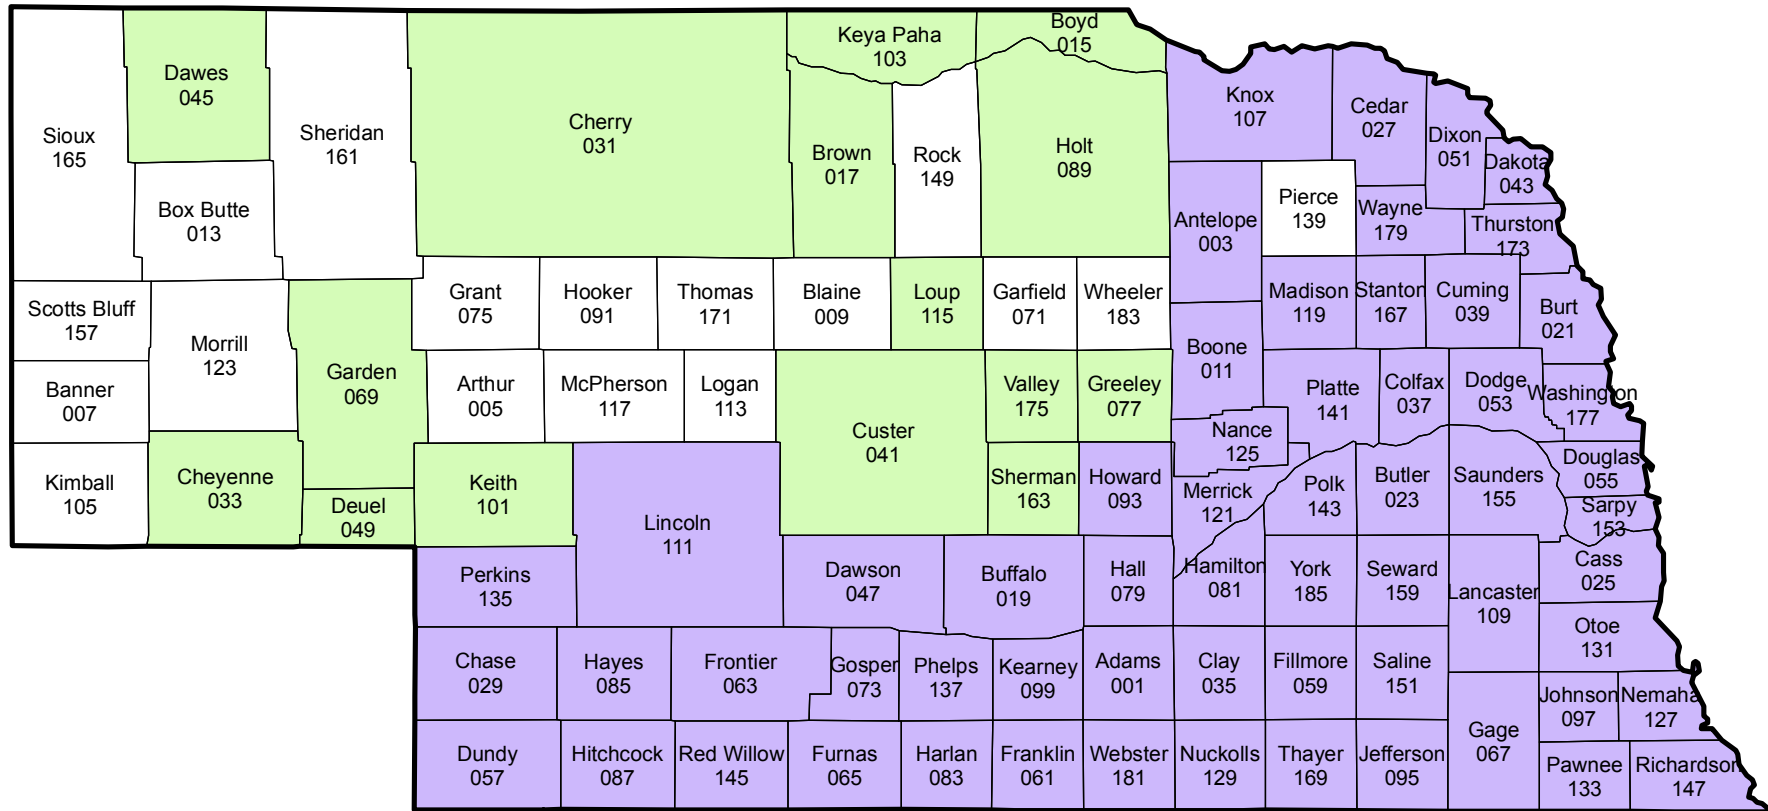 Boyd
015
Keya Paha
103
Dawes
045
Knox
107
Cedar
027
Cherry
031
Sheridan
161
Sioux
165
Dixon
051
Holt
089
Brown
017
Rock
149
Dakota
043
Pierce
139
Box Butte
013
Antelope
003
Wayne
179
Thurston
173
Scotts Bluff
157
Grant
075
Hooker
091
Thomas
171
Blaine
009
Loup
115
Garfield
071
Wheeler
183
Madison
119
Stanton
167
Cuming
039
Burt
021
Morrill
123
Boone
011
Garden
069
Banner
007
Arthur
005
McPherson
117
Logan
113
Valley
175
Greeley
077
Platte
141
Colfax
037
Dodge
053
Washington
177
Custer
041
Nance
125
Kimball
105
Cheyenne
033
Keith
101
Sherman
163
Howard
093
Merrick
121
Polk
143
Butler
023
Saunders
155
Douglas
055
Deuel
049
Sarpy
153
Lincoln
111
Perkins
135
Dawson
047
Buffalo
019
Hall
079
Hamilton
081
York
185
Seward
159
Lancaster
109
Cass
025
Otoe
131
Chase
029
Hayes
085
Frontier
063
Gosper
073
Phelps
137
Kearney
099
Adams
001
Clay
035
Fillmore
059
Saline
151
Johnson
097
Nemaha
127
Gage
067
Dundy
057
Hitchcock
087
Red Willow
145
Furnas
065
Harlan
083
Franklin
061
Webster
181
Nuckolls
129
Thayer
169
Jefferson
095
Pawnee
133
Richardson
147